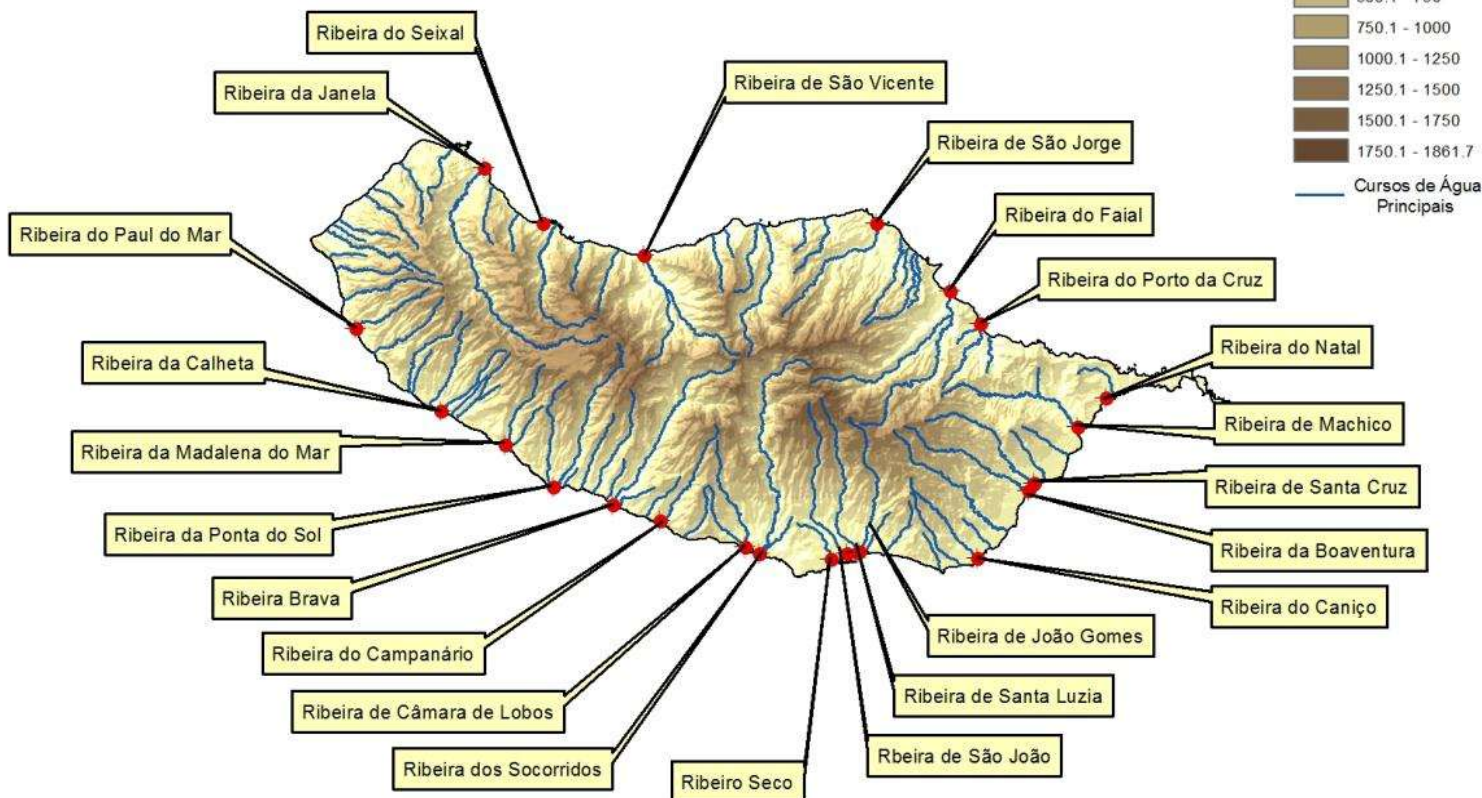 Ribeira do Seixal
Ribeira da Janela
Ribeira de São Vicente
750.1 - 1000
1000.1 - 1250
1250.1 - 1500
1500.1 - 1750
1750.1 - 1861.7
Cursos de Água
Principais
Ribeira de São Jorge
Ribeira do Faial
Ribeira do Paul do Mar
Ribeira do Porto da Cruz
Ribeira do Natal
Ribeira da Calheta
Ribeira de Machico
Ribeira da Madalena do Mar
Ribeira de Santa Cruz
Ribeira da Ponta do Sol
Ribeira da Boaventura
Ribeira Brava
Ribeira do Caniço
Ribeira do Campanário
Ribeira de João Gomes
Ribeira de Câmara de Lobos
Ribeira de Santa Luzia
Ribeira dos Socorridos
Rbeira de São João
Ribeiro Seco